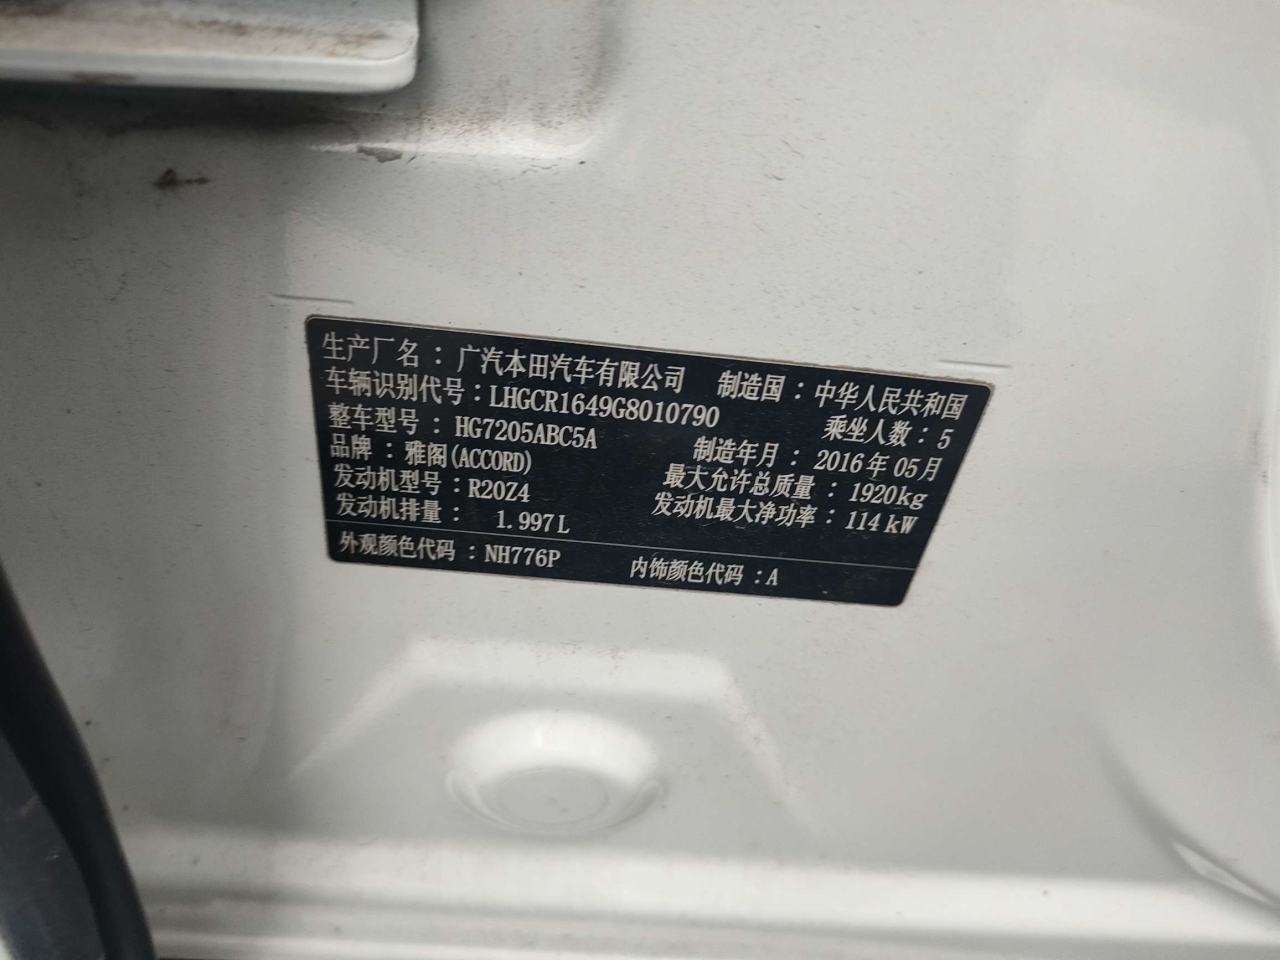 生产厂名：广汽本田汽车有限公司 制造国：中华人民共和国
车辆识别代号：LHGCR1649G8010790 乘坐人数：5
整车型号：HG7205ABC5A 制造年月：2016年05月
品牌：雅阁(ACCORD) 最大允许总质量：1920kg
发动机型号：R20Z4 发动机最大净功率：114kW
发动机排量：1.997L
外观颜色代码：NH776P 内饰颜色代码：A